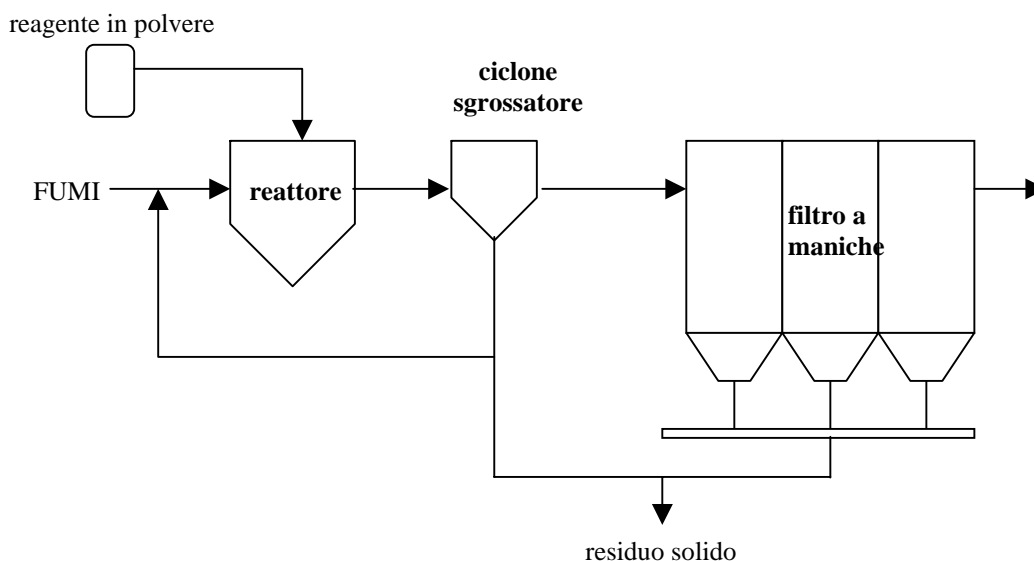 reagente in polvere
ciclone
sgrossatore
FUMI
reattore
filtro a
maniche
residuo solido